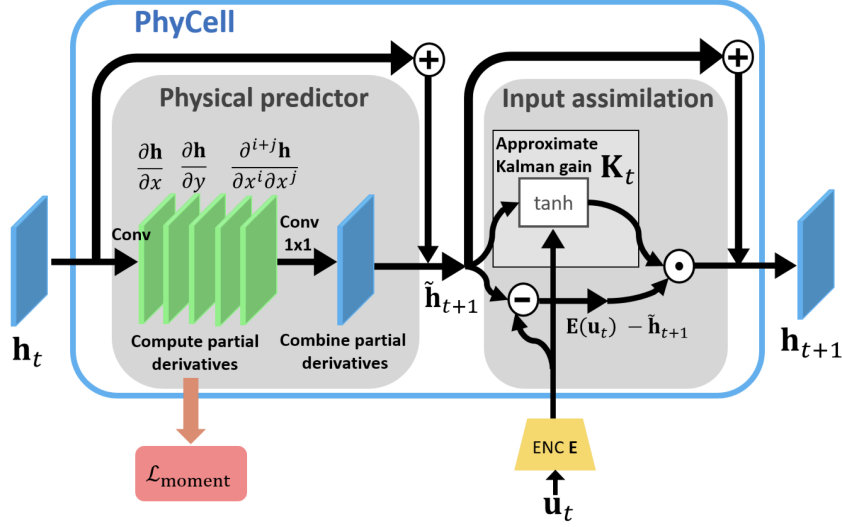 PhyCell
+
+
Physical predictor
Input assimilation
∂𝐡/∂x ∂𝐡/∂y ∂^{i+j}𝐡/∂x^i∂x^j
Approximate
Kalman gain 𝐊_t
tanh
Conv
Conv
1x1
𝐡_t
𝐡̃_{t+1}
−
𝐄(𝐮_t) − 𝐡̃_{t+1}
𝐡_{t+1}
Compute partial
derivatives
Combine partial
derivatives
ℒ_moment
ENC E
𝐮_t